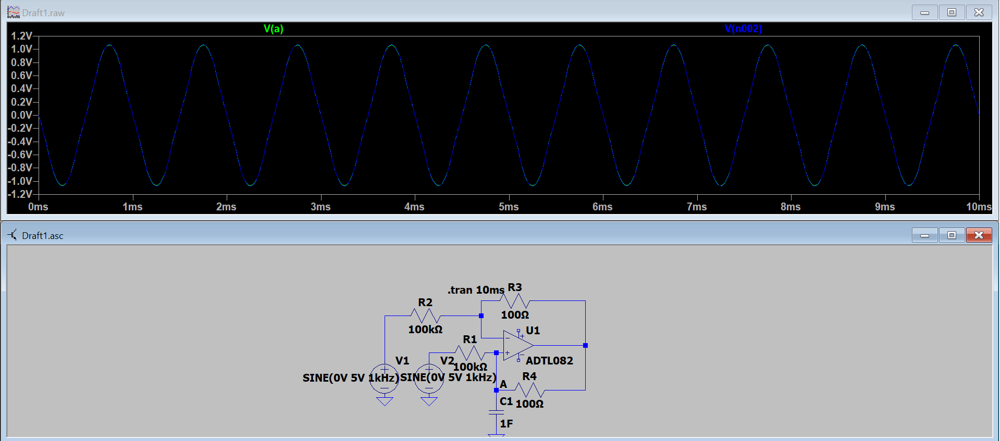 Draft1.raw
V(a) V(n002)
1.2V
1.0V
0.8V
0.6V
0.4V
0.2V
0.0V
-0.2V
-0.4V
-0.6V
-0.8V
-1.0V
-1.2V
0ms 1ms 2ms 3ms 4ms 5ms 6ms 7ms 8ms 9ms 10ms
Draft1.asc
.tran 10ms R3
R2
100Ω
100kΩ
U1
R1
V1 V2 ADTL082
100kΩ
SINE(0V 5V 1kHz) SINE(0V 5V 1kHz) R4
A
C1 100Ω
1F